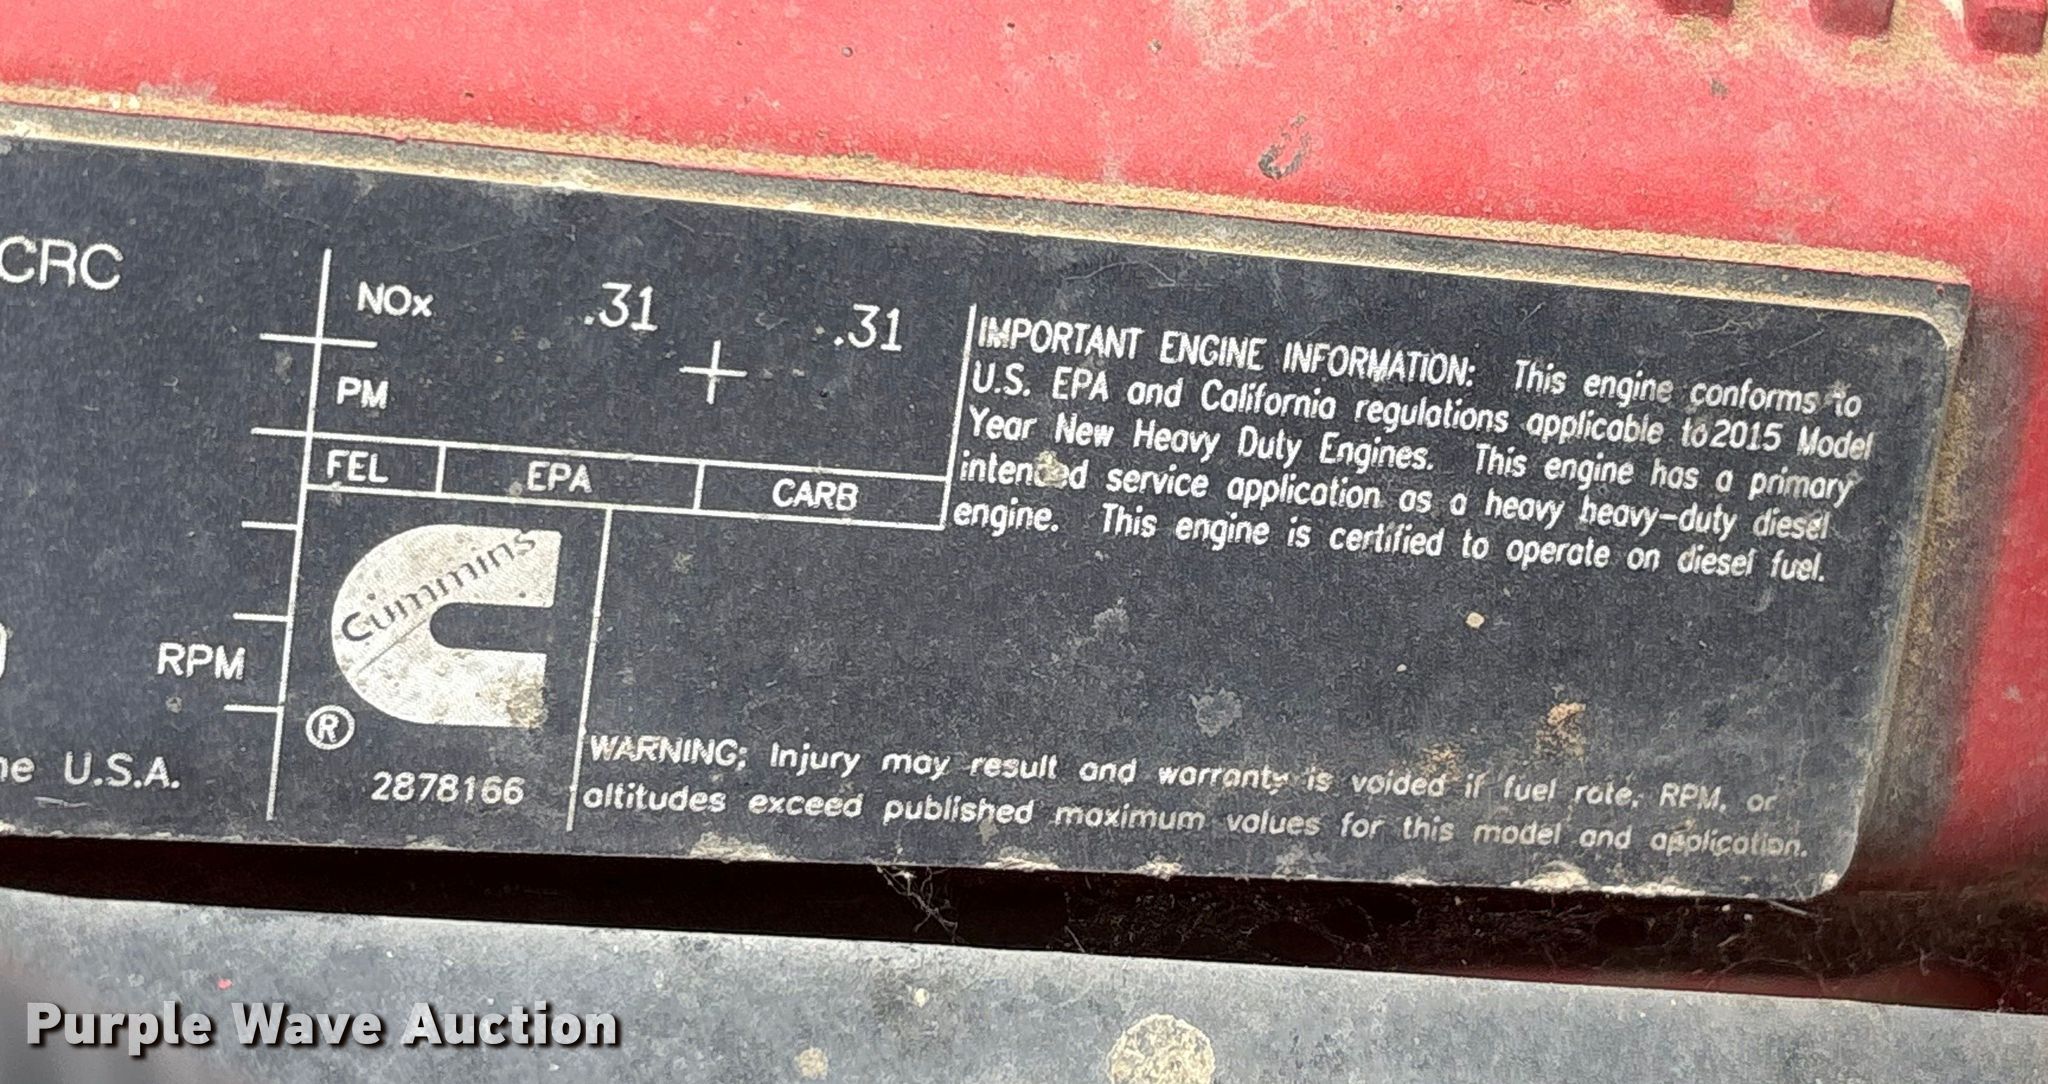 CRC
NOx .31 .31
PM
FEL EPA CARB
IMPORTANT ENGINE INFORMATION: This engine conforms to
U.S. EPA and California regulations applicable to 2015 Model
Year New Heavy Duty Engines. This engine has a primary
intended service application as a heavy heavy-duty diesel
engine. This engine is certified to operate on diesel fuel.
Cummins
RPM
®
U.S.A.
2878166
WARNING: Injury may result and warranty is voided if fuel rate, RPM, or
altitudes exceed published maximum values for this model and application.
Purple Wave Auction